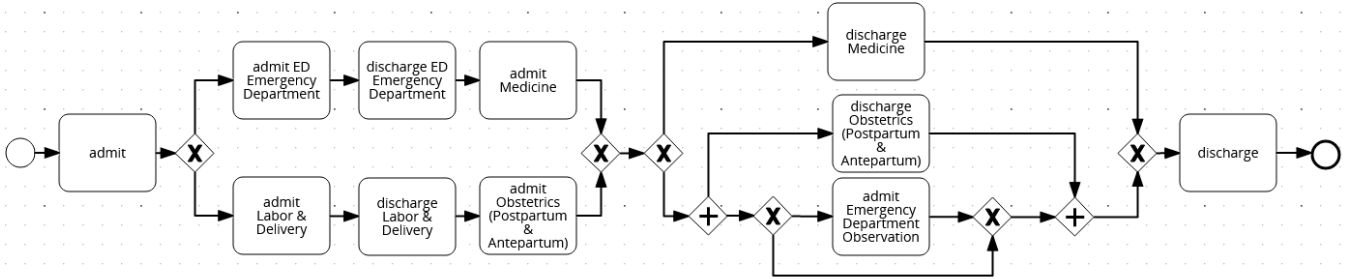 admit
admit ED
Emergency
Department
discharge ED
Emergency
Department
admit
Medicine
admit
Labor &
Delivery
discharge
Labor &
Delivery
admit
Obstetrics
(Postpartum
&
Antepartum)
discharge
Medicine
discharge
Obstetrics
(Postpartum
&
Antepartum)
admit
Emergency
Department
Observation
discharge